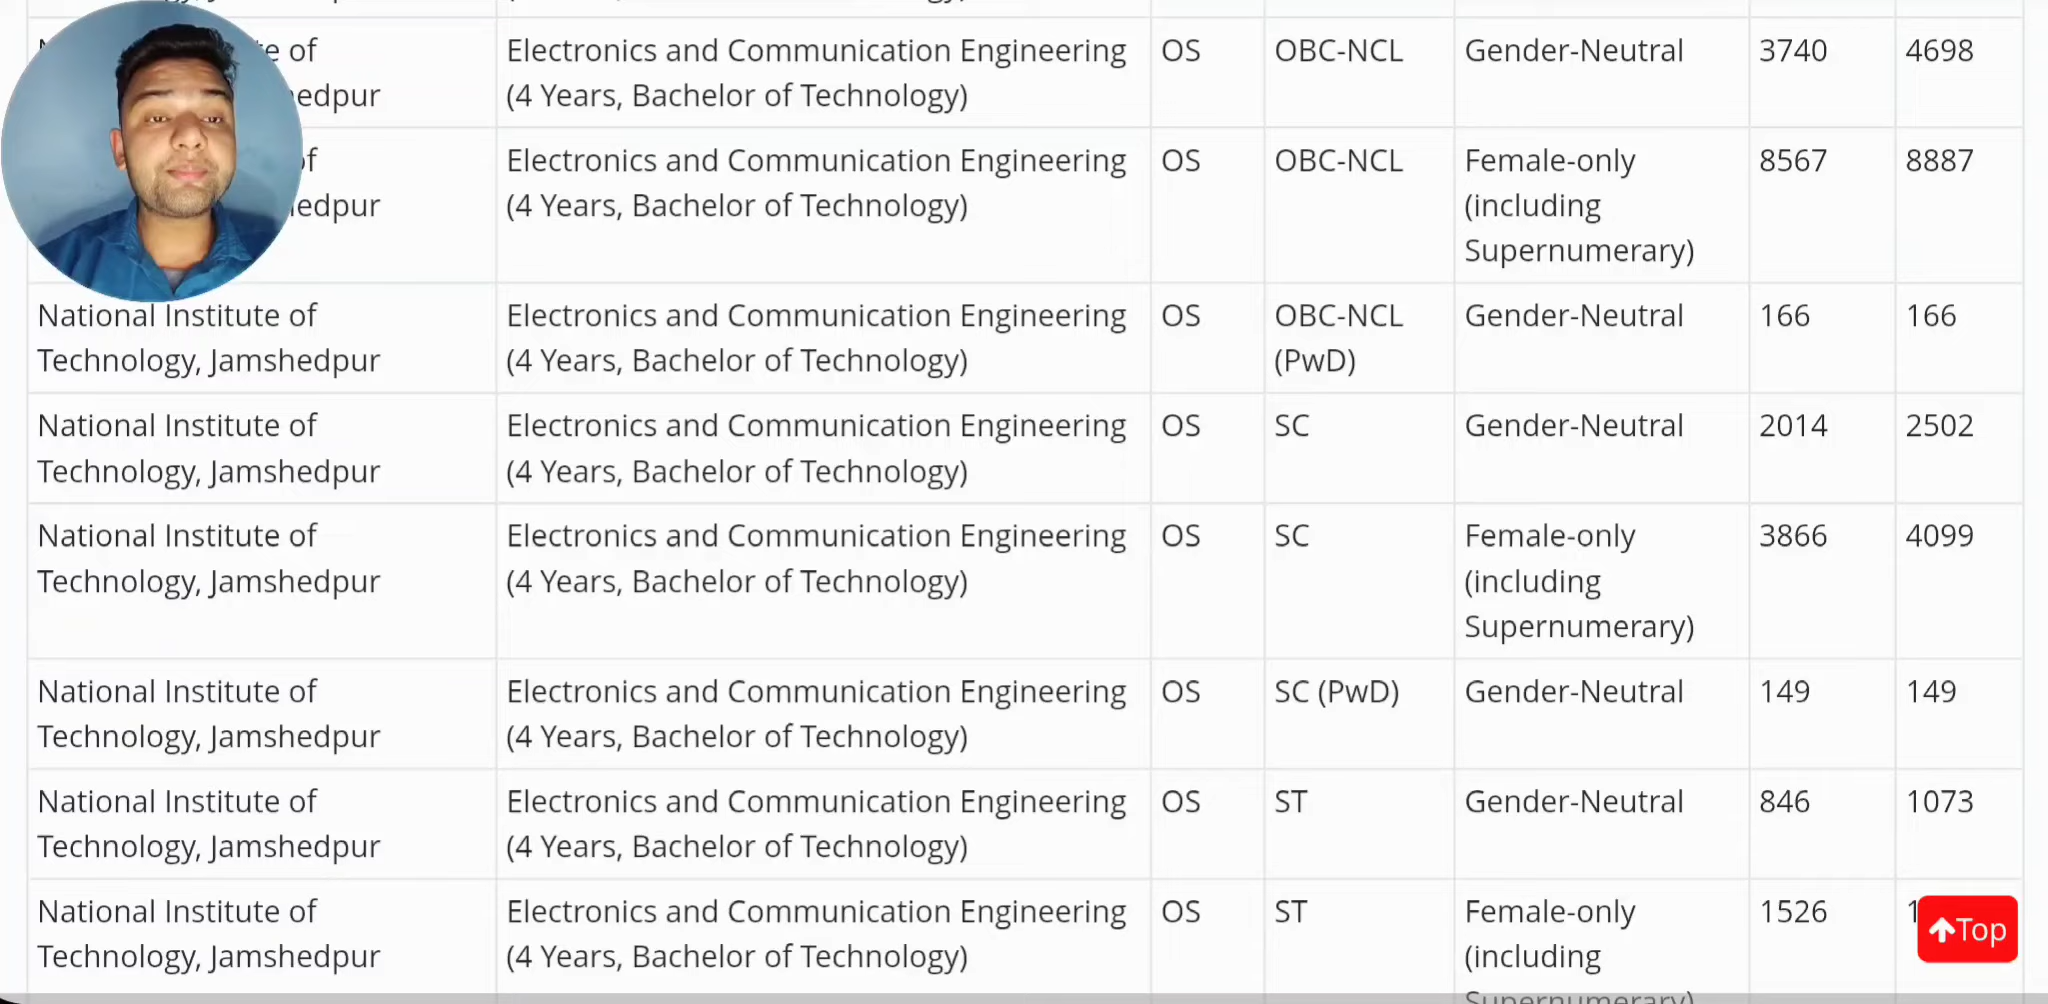 e of Electronics and Communication Engineering OS OBC-NCL Gender-Neutral 3740 4698
edpur (4 Years, Bachelor of Technology)
of Electronics and Communication Engineering OS OBC-NCL Female-only 8567 8887
edpur (4 Years, Bachelor of Technology) (including
Supernumerary)
National Institute of Electronics and Communication Engineering OS OBC-NCL Gender-Neutral 166 166
Technology, Jamshedpur (4 Years, Bachelor of Technology) (PwD)
National Institute of Electronics and Communication Engineering OS SC Gender-Neutral 2014 2502
Technology, Jamshedpur (4 Years, Bachelor of Technology)
National Institute of Electronics and Communication Engineering OS SC Female-only 3866 4099
Technology, Jamshedpur (4 Years, Bachelor of Technology) (including
Supernumerary)
National Institute of Electronics and Communication Engineering OS SC (PwD) Gender-Neutral 149 149
Technology, Jamshedpur (4 Years, Bachelor of Technology)
National Institute of Electronics and Communication Engineering OS ST Gender-Neutral 846 1073
Technology, Jamshedpur (4 Years, Bachelor of Technology)
National Institute of Electronics and Communication Engineering OS ST Female-only 1526
Top
Technology, Jamshedpur (4 Years, Bachelor of Technology) (including